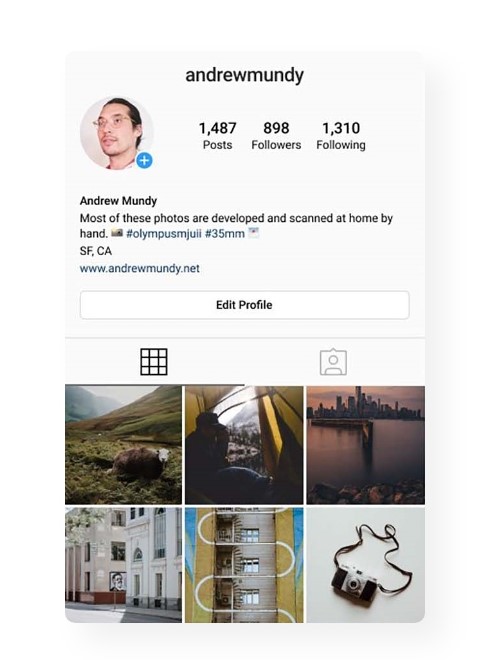 andrewmundy
1,487 898 1,310
Posts Followers Following
Andrew Mundy
Most of these photos are developed and scanned at home by
hand. #olympusmjuii #35mm
SF, CA
www.andrewmundy.net
Edit Profile